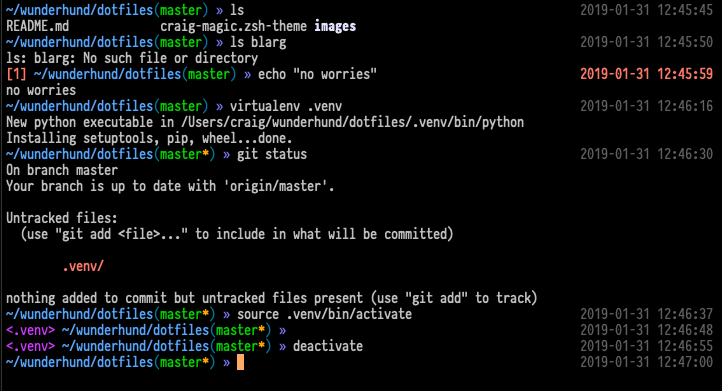 ~/wunderhund/dotfiles(master) » ls 2019-01-31 12:45:45
README.md craig-magic.zsh-theme images
~/wunderhund/dotfiles(master) » ls blarg 2019-01-31 12:45:50
ls: blarg: No such file or directory
[1] ~/wunderhund/dotfiles(master) » echo "no worries" 2019-01-31 12:45:59
no worries
~/wunderhund/dotfiles(master) » virtualenv .venv 2019-01-31 12:46:16
New python executable in /Users/craig/wunderhund/dotfiles/.venv/bin/python
Installing setuptools, pip, wheel...done.
~/wunderhund/dotfiles(master*) » git status 2019-01-31 12:46:30
On branch master
Your branch is up to date with 'origin/master'.
Untracked files:
(use "git add <file>..." to include in what will be committed)
.venv/
nothing added to commit but untracked files present (use "git add" to track)
~/wunderhund/dotfiles(master*) » source .venv/bin/activate 2019-01-31 12:46:37
<.venv> ~/wunderhund/dotfiles(master*) » 2019-01-31 12:46:48
<.venv> ~/wunderhund/dotfiles(master*) » deactivate 2019-01-31 12:46:55
~/wunderhund/dotfiles(master*) » 2019-01-31 12:47:00